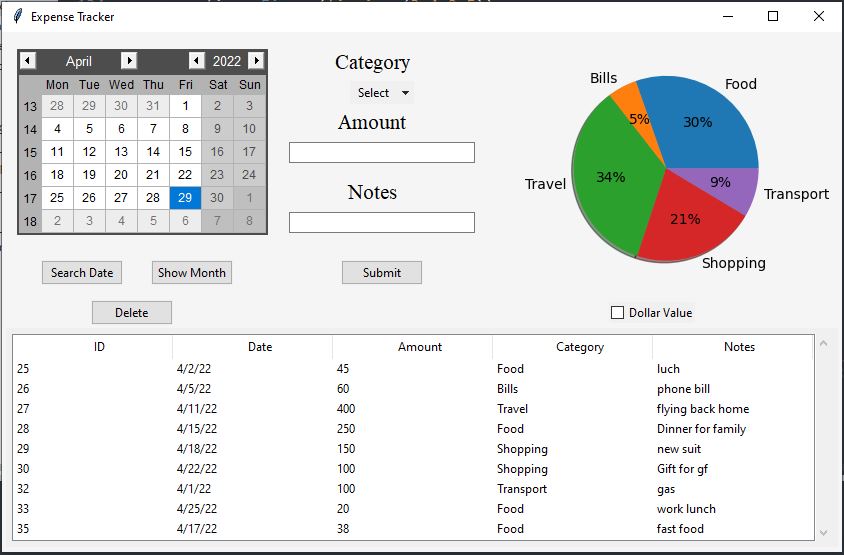 Expense Tracker
April 2022
Mon Tue Wed Thu Fri Sat Sun
13 28 29 30 31 1 2 3
14 4 5 6 7 8 9 10
15 11 12 13 14 15 16 17
16 18 19 20 21 22 23 24
17 25 26 27 28 29 30 1
18 2 3 4 5 6 7 8
Search Date Show Month
Delete
Category
Select
Amount
Notes
Submit
Bills
Food
5%
30%
Travel
34%
9%
Transport
21%
Shopping
Dollar Value
ID Date Amount Category Notes
25 4/2/22 45 Food luch
26 4/5/22 60 Bills phone bill
27 4/11/22 400 Travel flying back home
28 4/15/22 250 Food Dinner for family
29 4/18/22 150 Shopping new suit
30 4/22/22 100 Shopping Gift for gf
32 4/1/22 100 Transport gas
33 4/25/22 20 Food work lunch
35 4/17/22 38 Food fast food